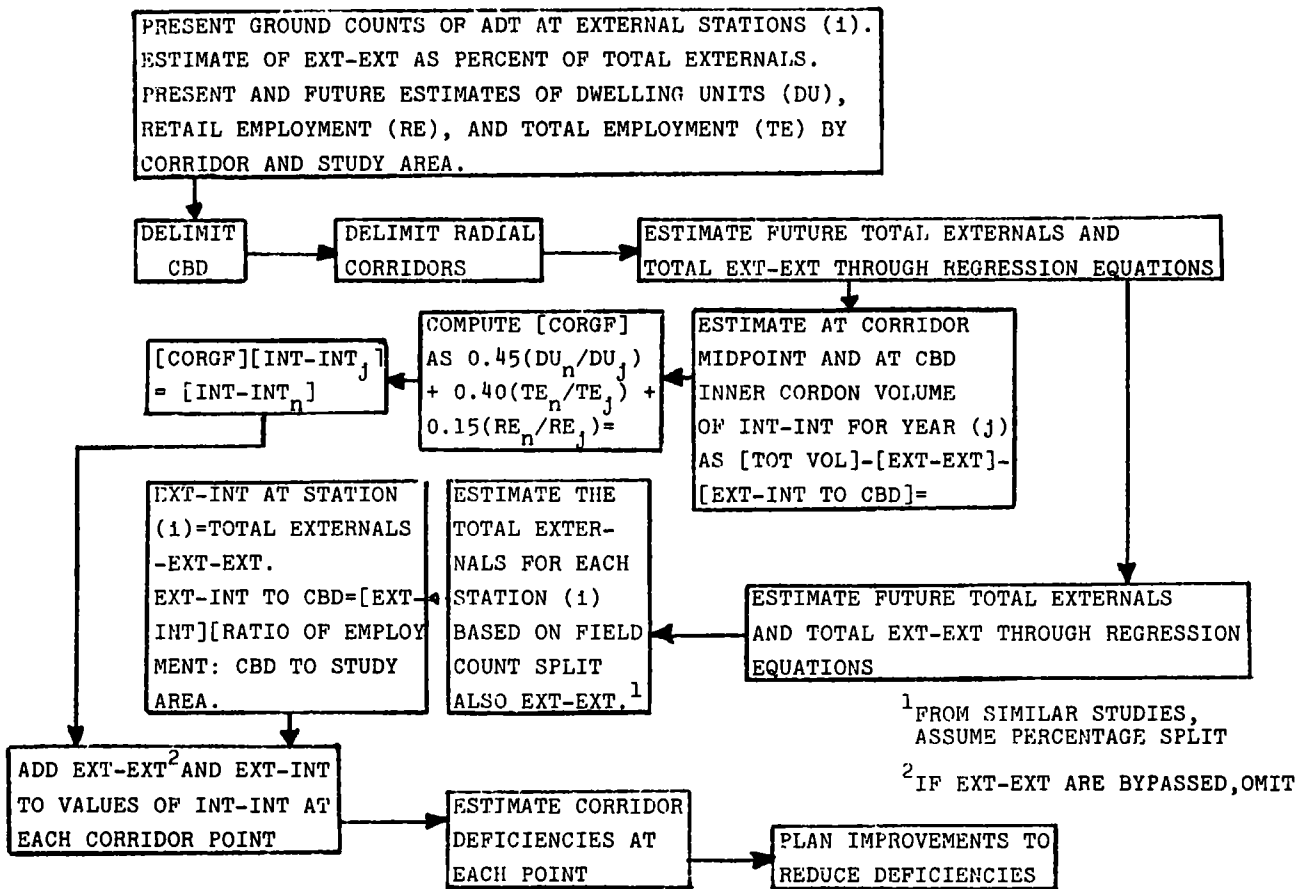 PRESENT GROUND COUNTS OF ADT AT EXTERNAL STATIONS (i).
ESTIMATE OF EXT-EXT AS PERCENT OF TOTAL EXTERNALS.
PRESENT AND FUTURE ESTIMATES OF DWELLING UNITS (DU),
RETAIL EMPLOYMENT (RE), AND TOTAL EMPLOYMENT (TE) BY
CORRIDOR AND STUDY AREA.
DELIMIT
CBD
DELIMIT RADIAL
CORRIDORS
ESTIMATE FUTURE TOTAL EXTERNALS AND
TOTAL EXT-EXT THROUGH REGRESSION EQUATIONS
[CORGF][INT-INT_j]
= [INT-INT_n]
COMPUTE [CORGF]
AS 0.45(DU_n/DU_j)
+ 0.40(TE_n/TE_j) +
0.15(RE_n/RE_j)=
ESTIMATE AT CORRIDOR
MIDPOINT AND AT CBD
INNER CORDON VOLUME
OF INT-INT FOR YEAR (j)
AS [TOT VOL]-[EXT-EXT]-
[EXT-INT TO CBD]=
EXT-INT AT STATION
(i)=TOTAL EXTERNALS
-EXT-EXT.
EXT-INT TO CBD=[EXT-
INT][RATIO OF EMPLOY
MENT: CBD TO STUDY
AREA.
ESTIMATE THE
TOTAL EXTER-
NALS FOR EACH
STATION (i)
BASED ON FIELD
COUNT SPLIT
ALSO EXT-EXT.1
ESTIMATE FUTURE TOTAL EXTERNALS
AND TOTAL EXT-EXT THROUGH REGRESSION
EQUATIONS
1FROM SIMILAR STUDIES,
ASSUME PERCENTAGE SPLIT
2IF EXT-EXT ARE BYPASSED,OMIT
ADD EXT-EXT2 AND EXT-INT
TO VALUES OF INT-INT AT
EACH CORRIDOR POINT
ESTIMATE CORRIDOR
DEFICIENCIES AT
EACH POINT
PLAN IMPROVEMENTS TO
REDUCE DEFICIENCIES